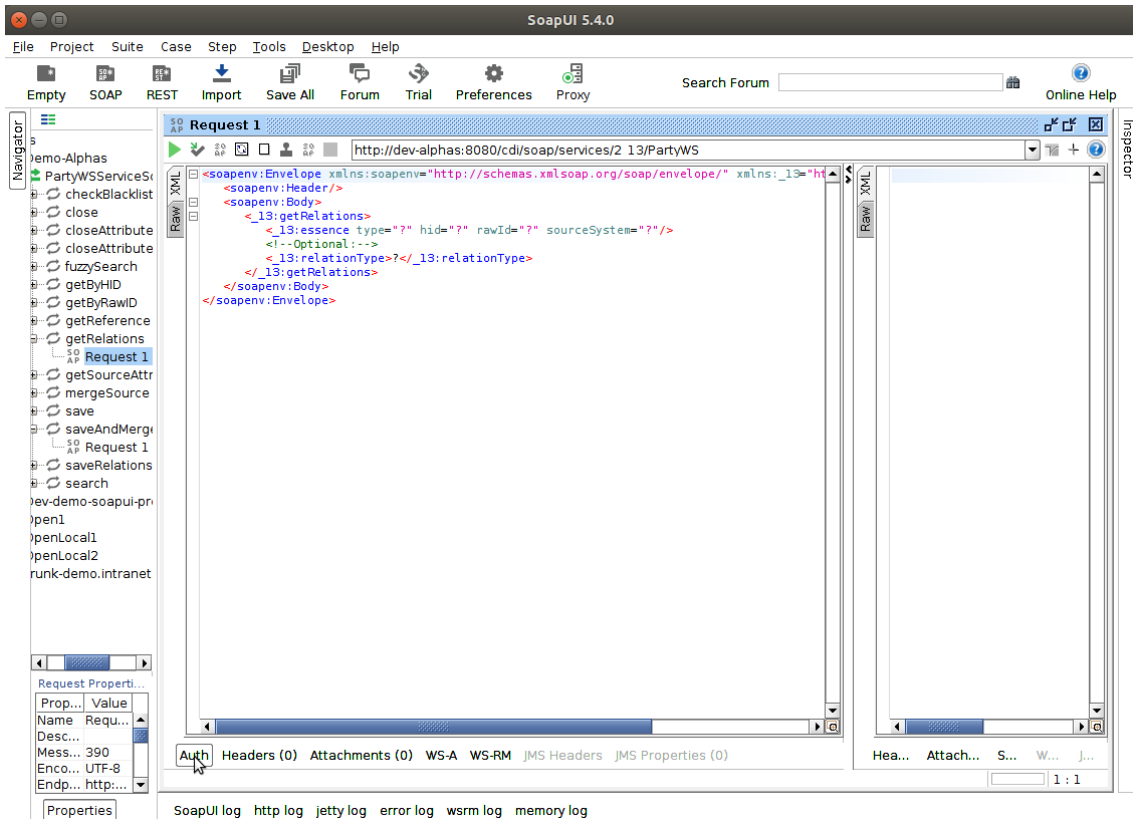 SoapUI 5.4.0
File Project Suite Case Step Tools Desktop Help
Empty SOAP REST Import Save All Forum Trial Preferences Proxy Search Forum Online Help
Navigator
s
Demo-Alphas
PartyWSServiceSo
checkBlacklist
close
closeAttribute
closeAttribute
fuzzySearch
getByHID
getByRawID
getReference
getRelations
Request 1
getSourceAttr
mergeSource
save
saveAndMerge
Request 1
saveRelations
search
Dev-demo-soapui-pr
Open1
OpenLocal1
OpenLocal2
trunk-demo.intranet
Request Properti...
Prop... Value
Name Requ...
Desc...
Mess... 390
Enco... UTF-8
Endp... http:...
Properties
Request 1
http://dev-alphas:8080/cdi/soap/services/2_13/PartyWS
XML
Raw
<soapenv:Envelope xmlns:soapenv="http://schemas.xmlsoap.org/soap/envelope/" xmlns:_13="ht
<soapenv:Header/>
<soapenv:Body>
<_13:getRelations>
<_13:essence type="?" hid="?" rawId="?" sourceSystem="?"/>
<!--Optional:-->
<_13:relationType>?</_13:relationType>
</_13:getRelations>
</soapenv:Body>
</soapenv:Envelope>
XML
Raw
Auth Headers (0) Attachments (0) WS-A WS-RM JMS Headers JMS Properties (0)
Hea... Attach... S... W... J...
1 : 1
Inspector
SoapUI log http log jetty log error log wsrm log memory log